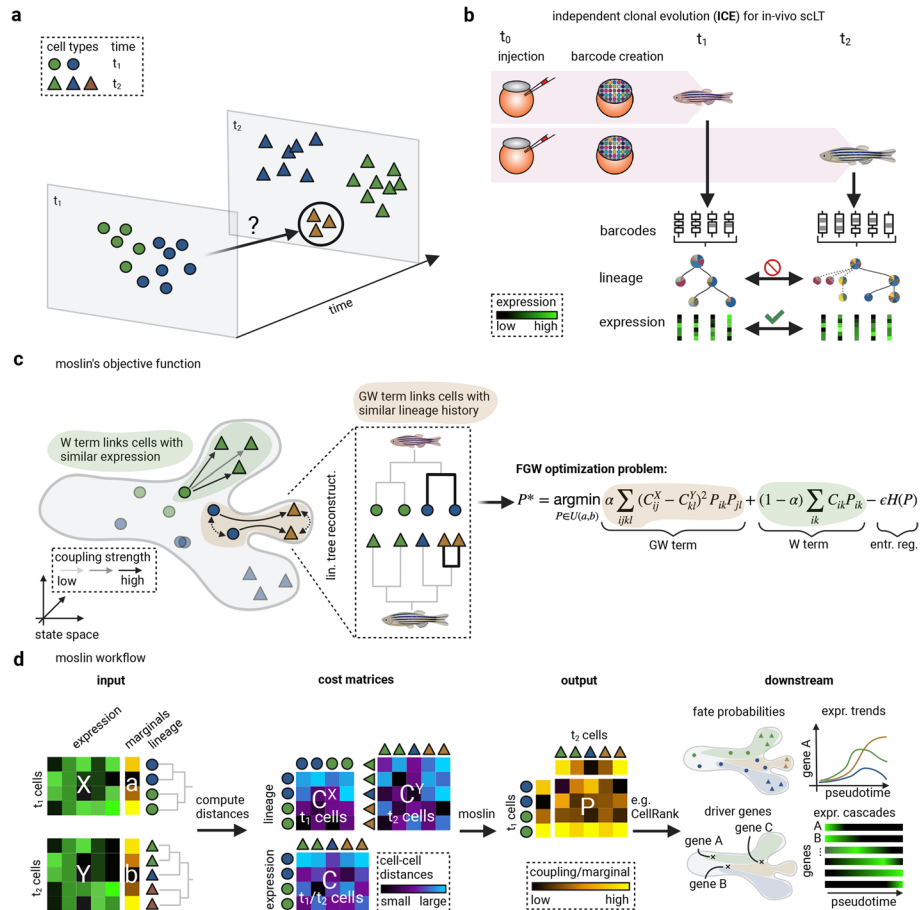 a
cell types time
t1
t2
t2
t1
?
time
b
independent clonal evolution (ICE) for in-vivo scLT
t0
t1
t2
injection
barcode creation
barcodes
lineage
expression
expression
low high
c
moslin's objective function
W term links cells with
similar expression
GW term links cells with
similar lineage history
lin. tree reconstruct.
coupling strength
low high
state space
FGW optimization problem:
P* = argmin α ∑ (C^X_ij − C^Y_kl)² P_ik P_jl + (1 − α) ∑ C_ik P_ik − ϵH(P)
P∈U(a,b) ijkl ik
GW term
W term
entr. reg.
d
moslin workflow
input
cost matrices
output
downstream
expression
marginals
lineage
t1 cells
X
a
t2 cells
Y
b
compute
distances
lineage
C^X
t1 cells
C^Y
t2 cells
expression
C
t1/t2 cells
cell-cell
distances
small large
moslin
t2 cells
t1 cells
P
coupling/marginal
low high
e.g.
CellRank
fate probabilities
expr. trends
gene A
pseudotime
driver genes
gene C
gene A
gene B
expr. cascades
A
B
⋮
genes
pseudotime